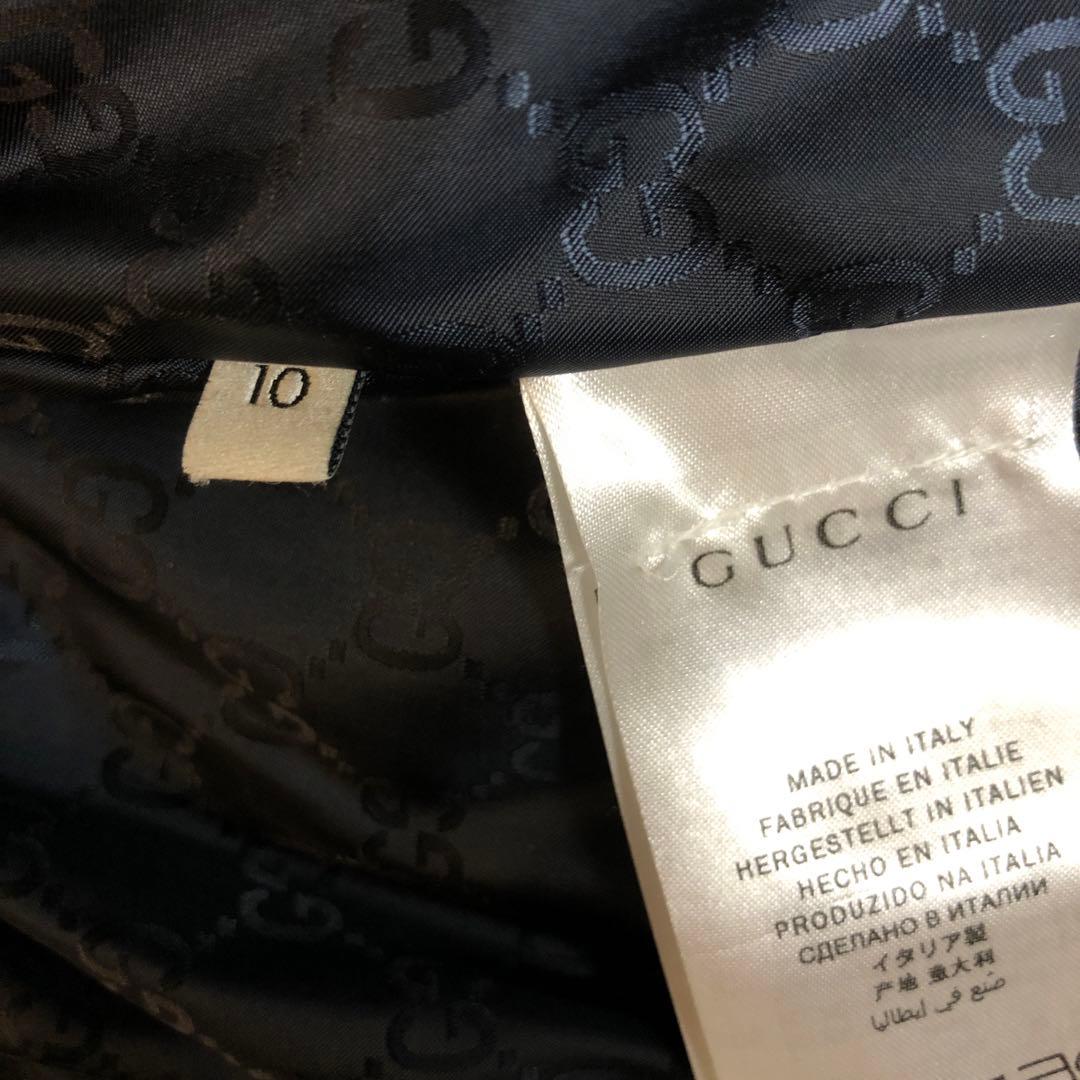 10
GUCCI
MADE IN ITALY
FABRIQUE EN ITALIE
HERGESTELLT IN ITALIEN
HECHO EN ITALIA
PRODUZIDO NA ITALIA
СДЕЛАНО В ИТАЛИИ
イタリア製
产地 意大利
صنع في ايطاليا